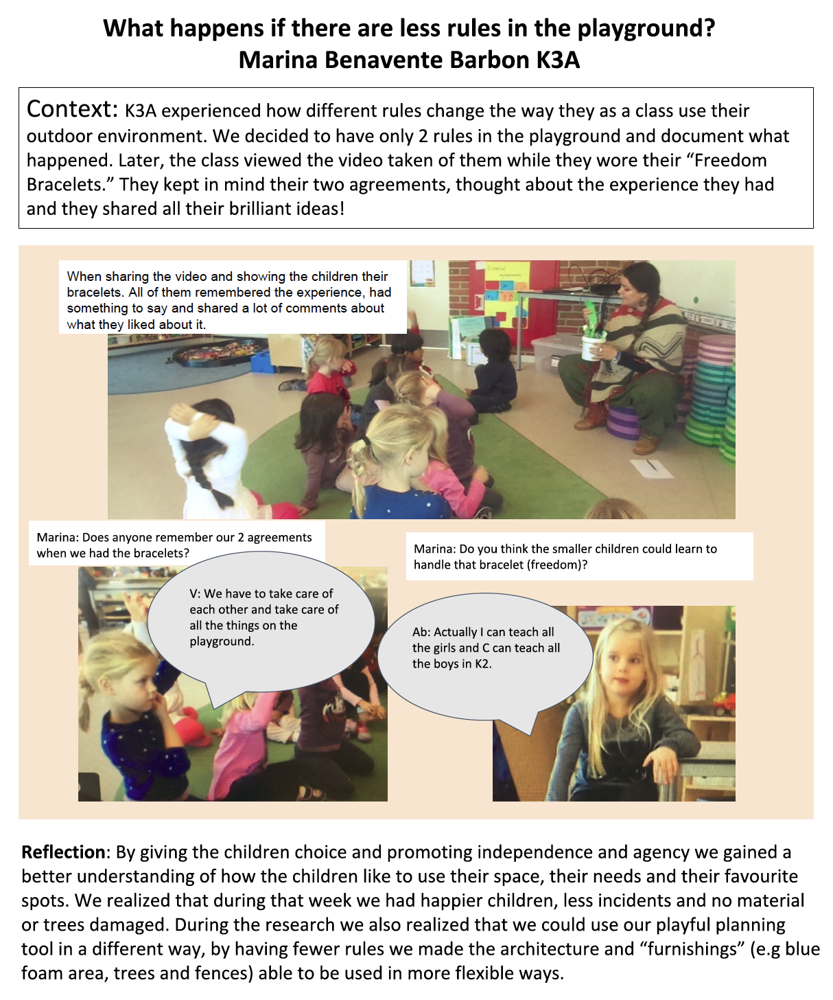 What happens if there are less rules in the playground?
Marina Benavente Barbon K3A
Context: K3A experienced how different rules change the way they as a class use their
outdoor environment. We decided to have only 2 rules in the playground and document what
happened. Later, the class viewed the video taken of them while they wore their “Freedom
Bracelets.” They kept in mind their two agreements, thought about the experience they had
and they shared all their brilliant ideas!
When sharing the video and showing the children their
bracelets. All of them remembered the experience, had
something to say and shared a lot of comments about
what they liked about it.
Marina: Does anyone remember our 2 agreements
when we had the bracelets?
V: We have to take care of
each other and take care of
all the things on the
playground.
Marina: Do you think the smaller children could learn to
handle that bracelet (freedom)?
Ab: Actually I can teach all
the girls and C can teach all
the boys in K2.
Reflection: By giving the children choice and promoting independence and agency we gained a
better understanding of how the children like to use their space, their needs and their favourite
spots. We realized that during that week we had happier children, less incidents and no material
or trees damaged. During the research we also realized that we could use our playful planning
tool in a different way, by having fewer rules we made the architecture and “furnishings” (e.g blue
foam area, trees and fences) able to be used in more flexible ways.